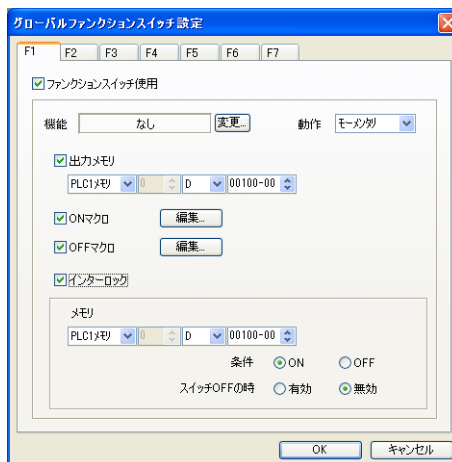 グローバルファンクションスイッチ 設定
F1 F2 F3 F4 F5 F6 F7
ファンクションスイッチ使用
機能 なし 変更... 動作 モーメンタリ
出力メモリ
PLC1メモリ 0 D 00100-00
ONマクロ 編集...
OFFマクロ 編集...
インターロック
メモリ
PLC1メモリ 0 D 00100-00
条件 ON OFF
スイッチOFFの時 有効 無効
OK キャンセル